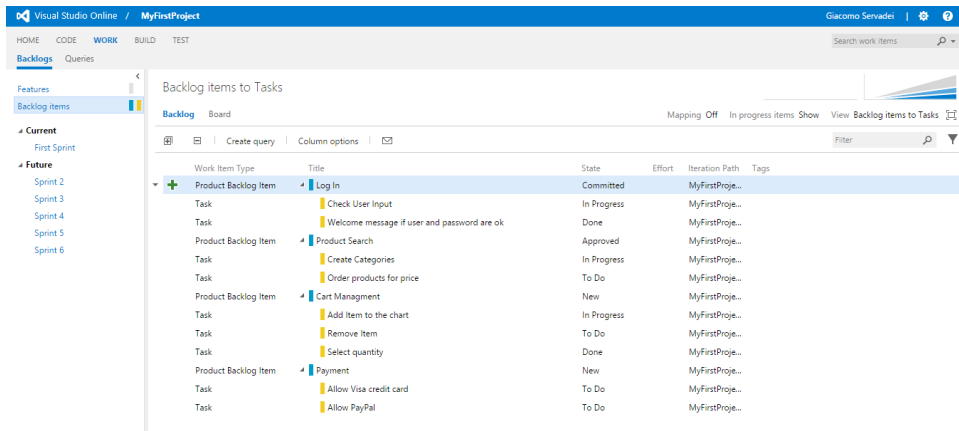 Visual Studio Online / MyFirstProject Giacomo Servadei | ?
HOME CODE WORK BUILD TEST Search work items
Backlogs Queries
Features
Backlog items
Current
First Sprint
Future
Sprint 2
Sprint 3
Sprint 4
Sprint 5
Sprint 6
Backlog items to Tasks
Backlog Board Mapping Off In progress items Show View Backlog items to Tasks
Create query Column options Filter
Work Item Type Title State Effort Iteration Path Tags
Product Backlog Item Log In Committed MyFirstProje...
Task Check User Input In Progress MyFirstProje...
Task Welcome message if user and password are ok Done MyFirstProje...
Product Backlog Item Product Search Approved MyFirstProje...
Task Create Categories In Progress MyFirstProje...
Task Order products for price To Do MyFirstProje...
Product Backlog Item Cart Managment New MyFirstProje...
Task Add Item to the chart In Progress MyFirstProje...
Task Remove Item To Do MyFirstProje...
Task Select quantity Done MyFirstProje...
Product Backlog Item Payment New MyFirstProje...
Task Allow Visa credit card To Do MyFirstProje...
Task Allow PayPal To Do MyFirstProje...